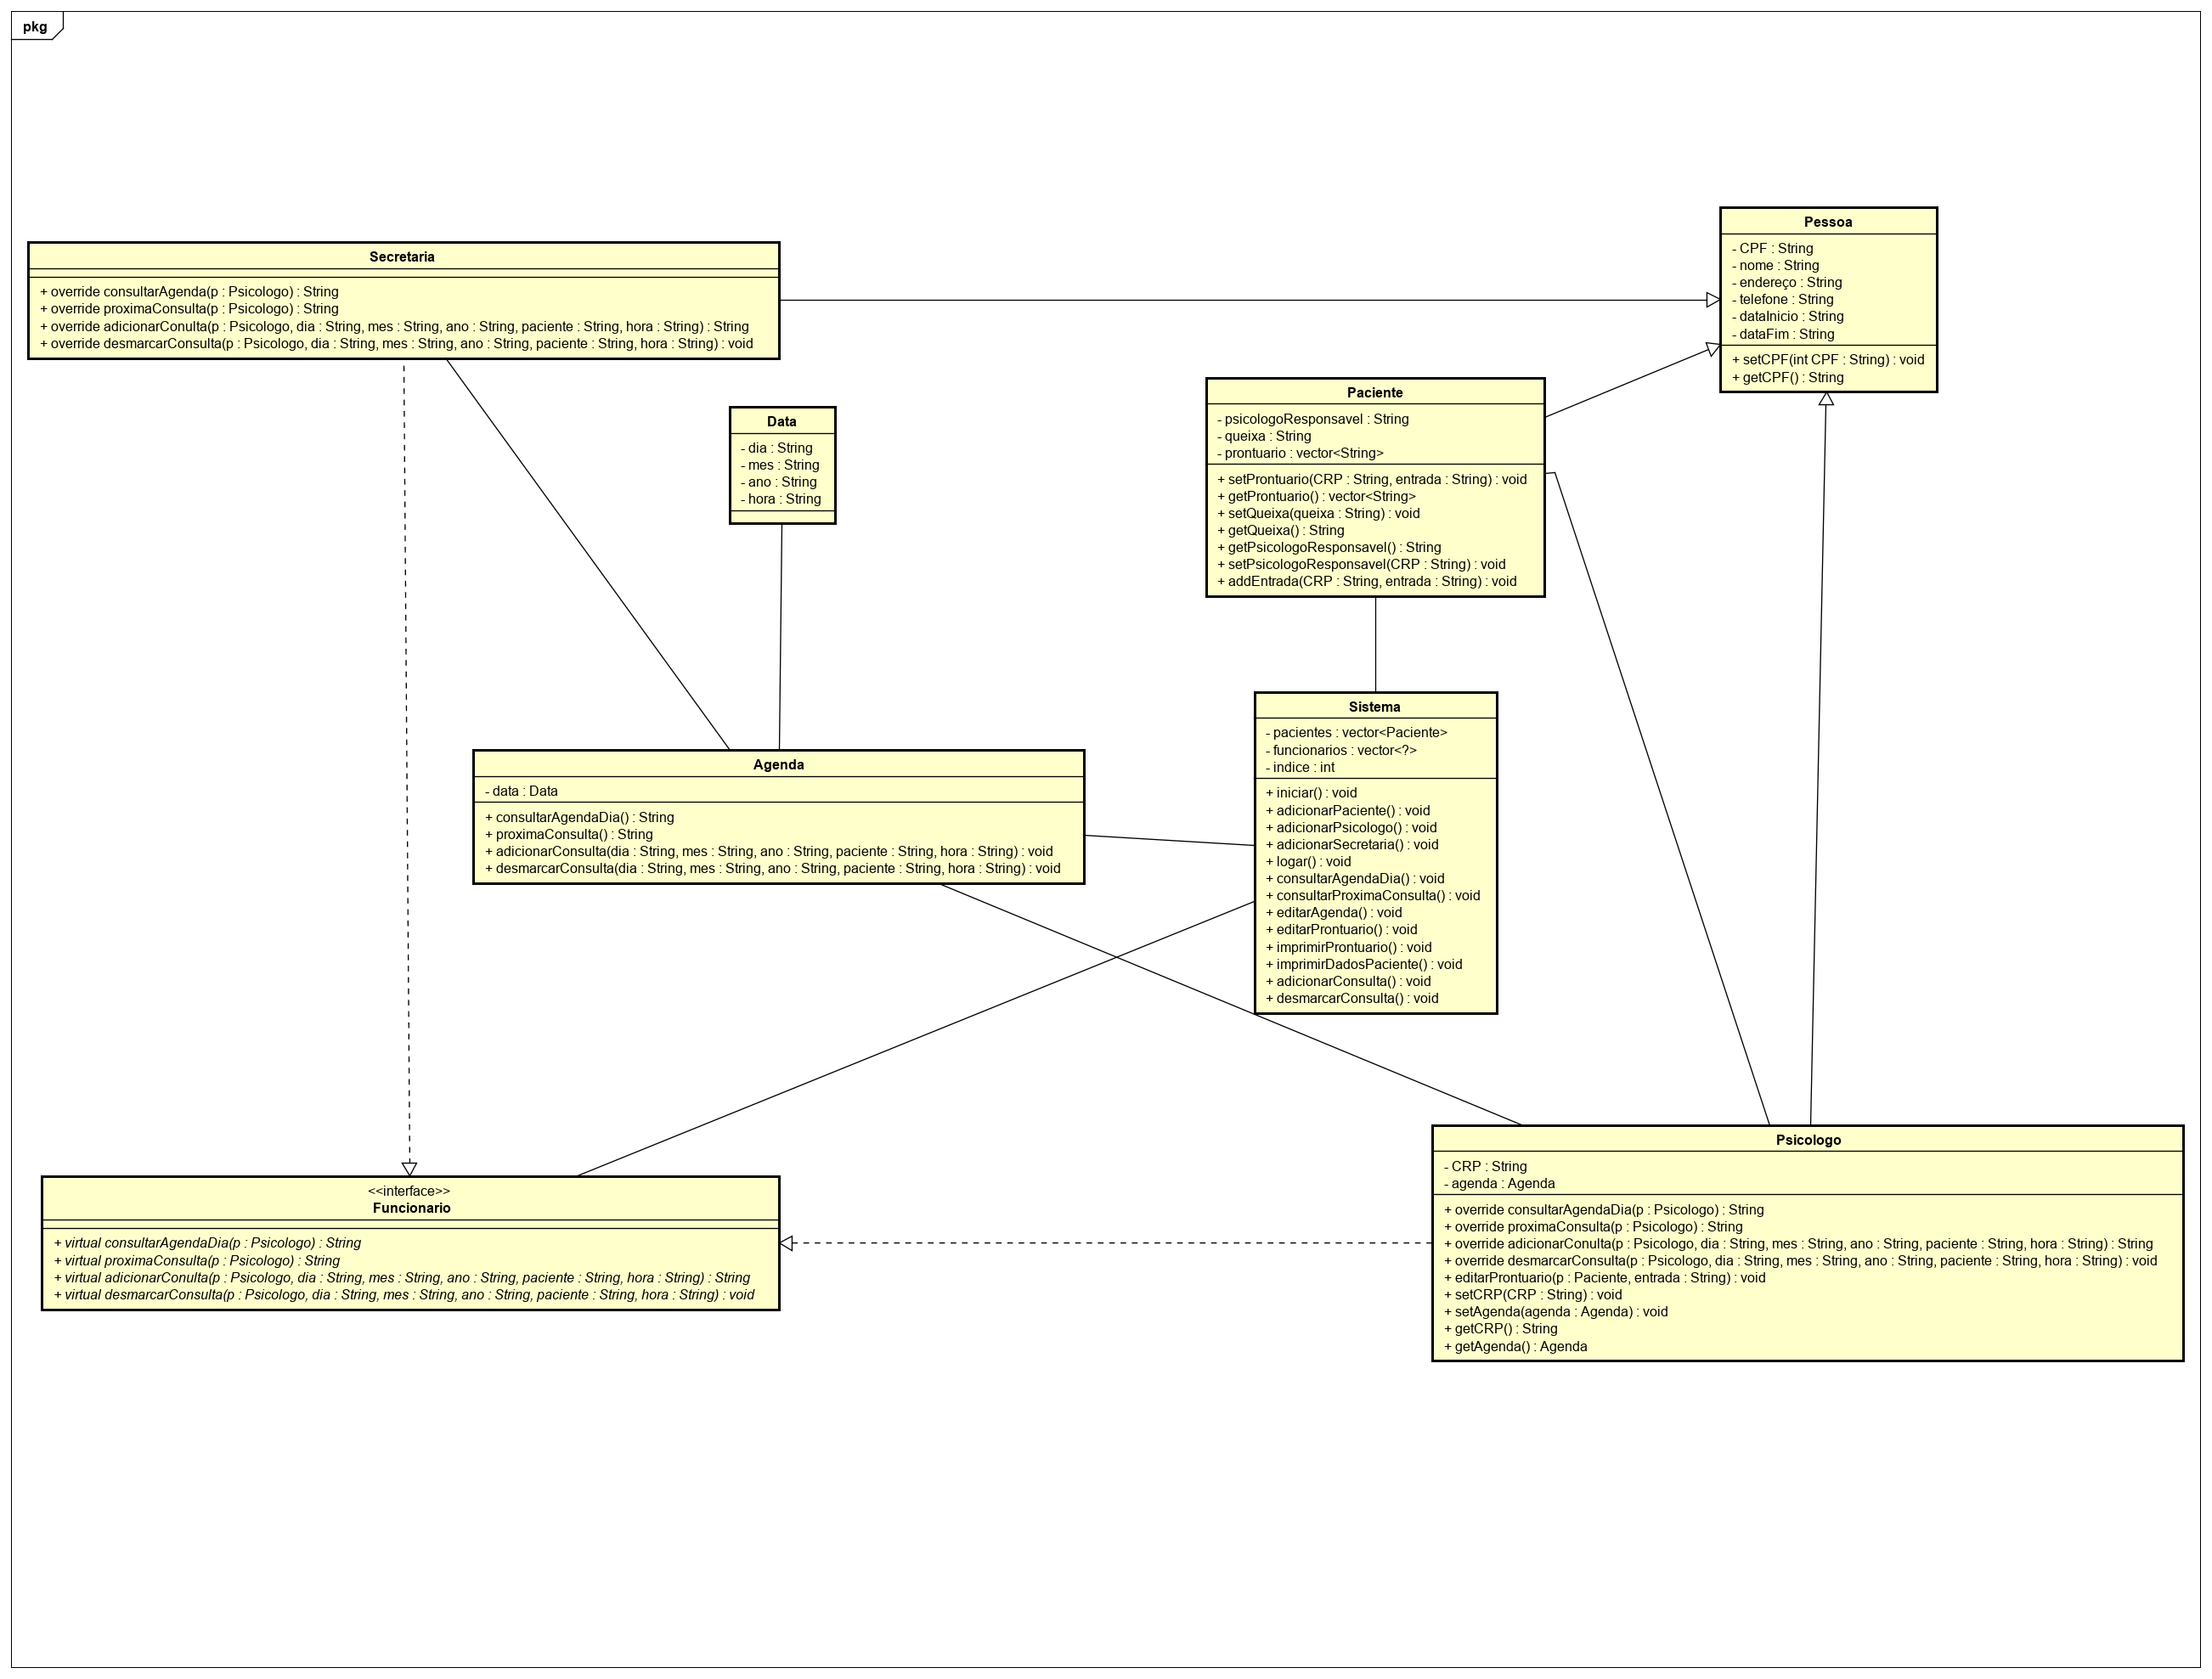 pkg
Pessoa
- CPF : String
- nome : String
- endereço : String
- telefone : String
- dataInicio : String
- dataFim : String
+ setCPF(int CPF : String) : void
+ getCPF() : String
Secretaria
+ override consultarAgenda(p : Psicologo) : String
+ override proximaConsulta(p : Psicologo) : String
+ override adicionarConulta(p : Psicologo, dia : String, mes : String, ano : String, paciente : String, hora : String) : String
+ override desmarcarConsulta(p : Psicologo, dia : String, mes : String, ano : String, paciente : String, hora : String) : void
Paciente
- psicologoResponsavel : String
- queixa : String
- prontuario : vector<String>
+ setProntuario(CRP : String, entrada : String) : void
+ getProntuario() : vector<String>
+ setQueixa(queixa : String) : void
+ getQueixa() : String
+ getPsicologoResponsavel() : String
+ setPsicologoResponsavel(CRP : String) : void
+ addEntrada(CRP : String, entrada : String) : void
Data
- dia : String
- mes : String
- ano : String
- hora : String
Sistema
- pacientes : vector<Paciente>
- funcionarios : vector<?>
- indice : int
+ iniciar() : void
+ adicionarPaciente() : void
+ adicionarPsicologo() : void
+ adicionarSecretaria() : void
+ logar() : void
+ consultarAgendaDia() : void
+ consultarProximaConsulta() : void
+ editarAgenda() : void
+ editarProntuario() : void
+ imprimirProntuario() : void
+ imprimirDadosPaciente() : void
+ adicionarConsulta() : void
+ desmarcarConsulta() : void
Agenda
- data : Data
+ consultarAgendaDia() : String
+ proximaConsulta() : String
+ adicionarConsulta(dia : String, mes : String, ano : String, paciente : String, hora : String) : void
+ desmarcarConsulta(dia : String, mes : String, ano : String, paciente : String, hora : String) : void
Psicologo
- CRP : String
- agenda : Agenda
+ override consultarAgendaDia(p : Psicologo) : String
+ override proximaConsulta(p : Psicologo) : String
+ override adicionarConulta(p : Psicologo, dia : String, mes : String, ano : String, paciente : String, hora : String) : String
+ override desmarcarConsulta(p : Psicologo, dia : String, mes : String, ano : String, paciente : String, hora : String) : void
+ editarProntuario(p : Paciente, entrada : String) : void
+ setCRP(CRP : String) : void
+ setAgenda(agenda : Agenda) : void
+ getCRP() : String
+ getAgenda() : Agenda
<<interface>>
Funcionario
+ virtual consultarAgendaDia(p : Psicologo) : String
+ virtual proximaConsulta(p : Psicologo) : String
+ virtual adicionarConulta(p : Psicologo, dia : String, mes : String, ano : String, paciente : String, hora : String) : String
+ virtual desmarcarConsulta(p : Psicologo, dia : String, mes : String, ano : String, paciente : String, hora : String) : void